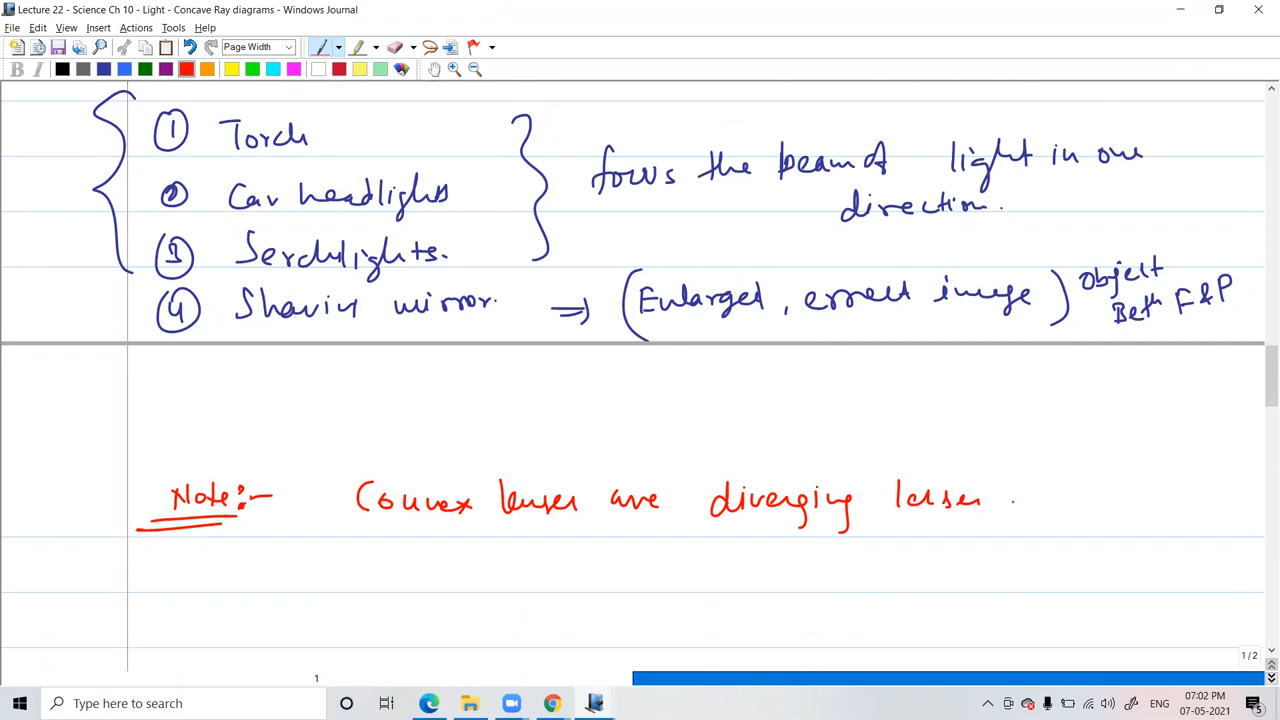 Lecture 22 - Science Ch 10 - Light - Concave Ray diagrams - Windows Journal
File Edit View Insert Actions Tools Help
Page Width
B I
① Torch
② Car headlights
③ Serchlights.
focus the beam of light in one
direction.
④ Shavin mirror. ⇒ (Enlarged, errect image) Object
Betn F & P
Note:- Convex lenses are diverging lenses.
1/2
1
Type here to search
ENG
07:02 PM
07-05-2021
5